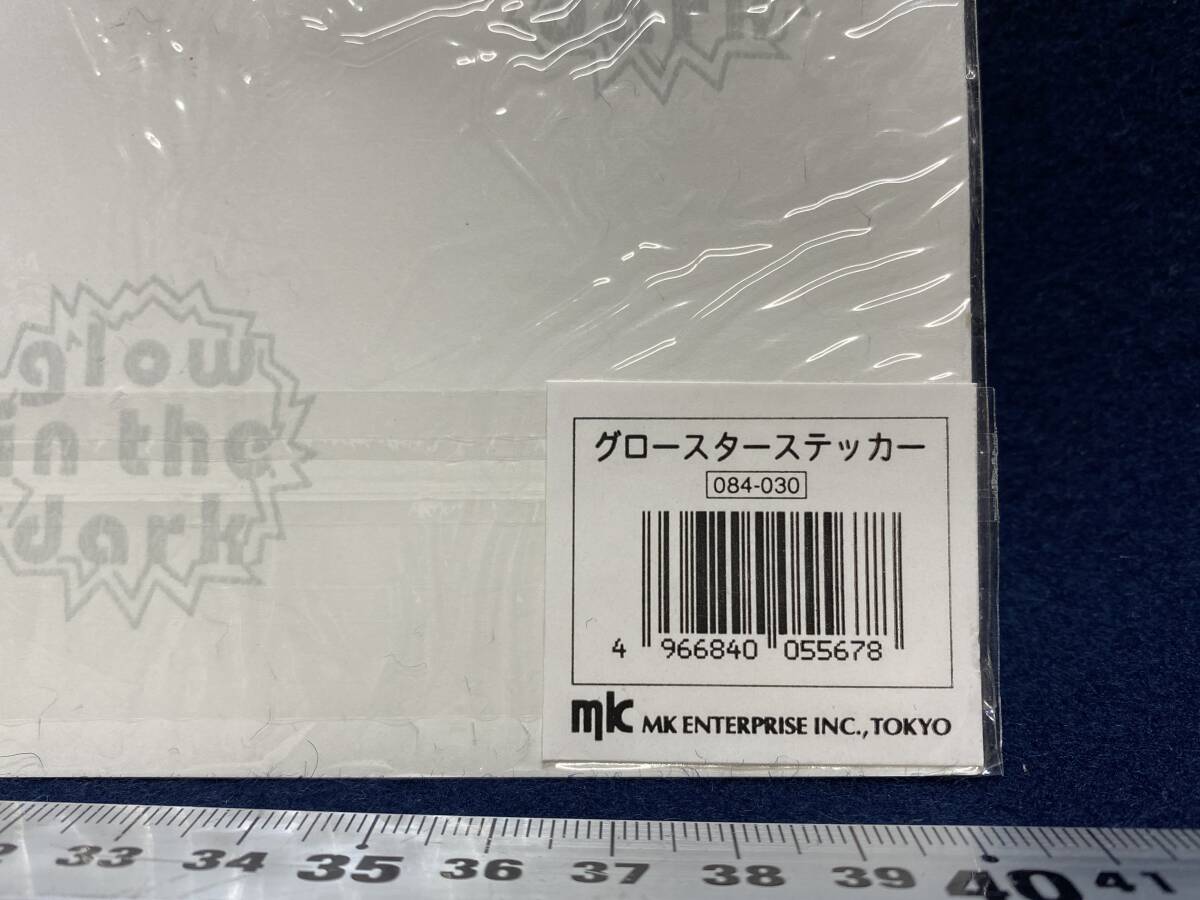 glow
in the
dark
グロースターステッカー
084-030
4 966840 055678
mk MK ENTERPRISE INC., TOKYO
33 34 35 36 37 38 39 40 41